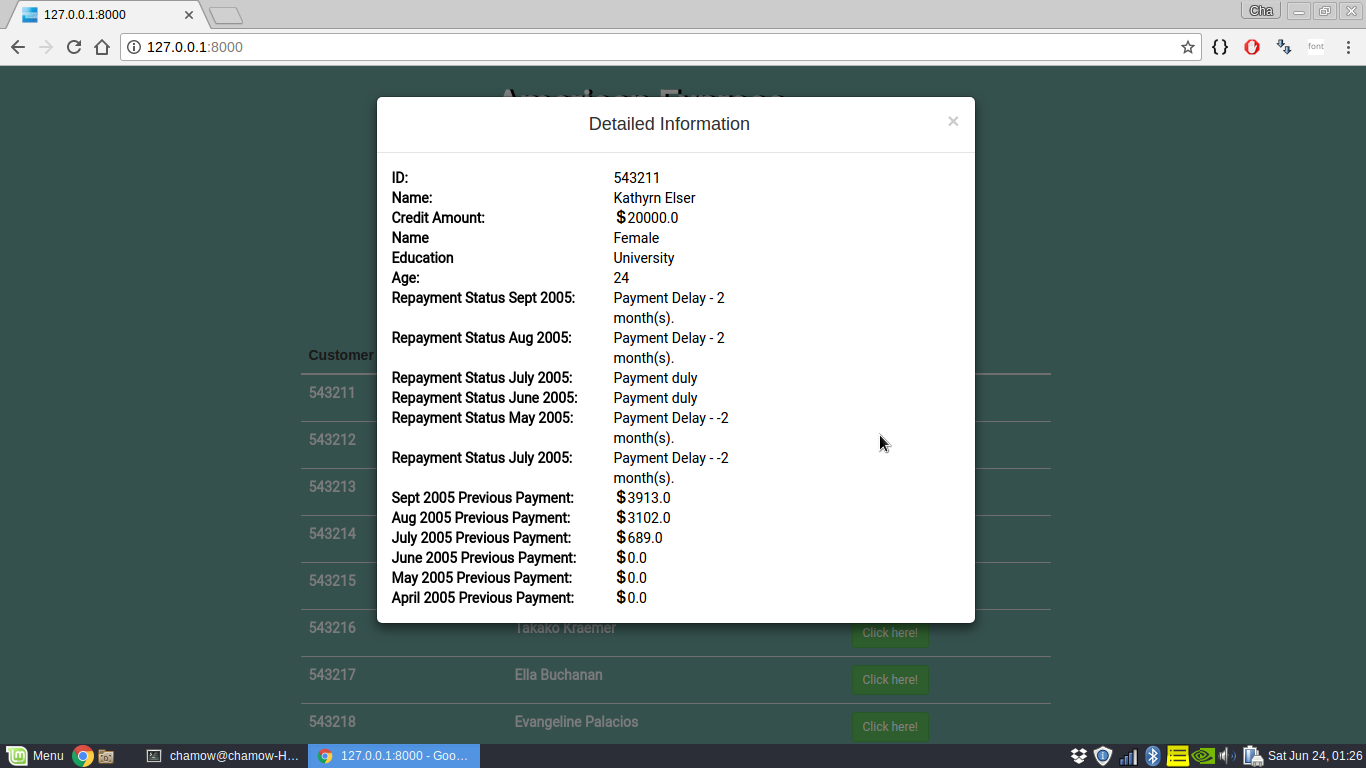 127.0.0.1:8000
Cha
127.0.0.1:8000
font
American Express
Detailed Information
×
ID: 543211
Name: Kathyrn Elser
Credit Amount: $20000.0
Name Female
Education University
Age: 24
Repayment Status Sept 2005: Payment Delay - 2
month(s).
Repayment Status Aug 2005: Payment Delay - 2
month(s).
Repayment Status July 2005: Payment duly
Repayment Status June 2005: Payment duly
Repayment Status May 2005: Payment Delay - -2
month(s).
Repayment Status July 2005: Payment Delay - -2
month(s).
Sept 2005 Previous Payment: $3913.0
Aug 2005 Previous Payment: $3102.0
July 2005 Previous Payment: $689.0
June 2005 Previous Payment: $0.0
May 2005 Previous Payment: $0.0
April 2005 Previous Payment: $0.0
Customer
543211
543212
543213
543214
543215
543216 Takako Kraemer Click here!
543217 Ella Buchanan Click here!
543218 Evangeline Palacios Click here!
Menu
chamow@chamow-H...
127.0.0.1:8000 - Goo...
Sat Jun 24, 01:26